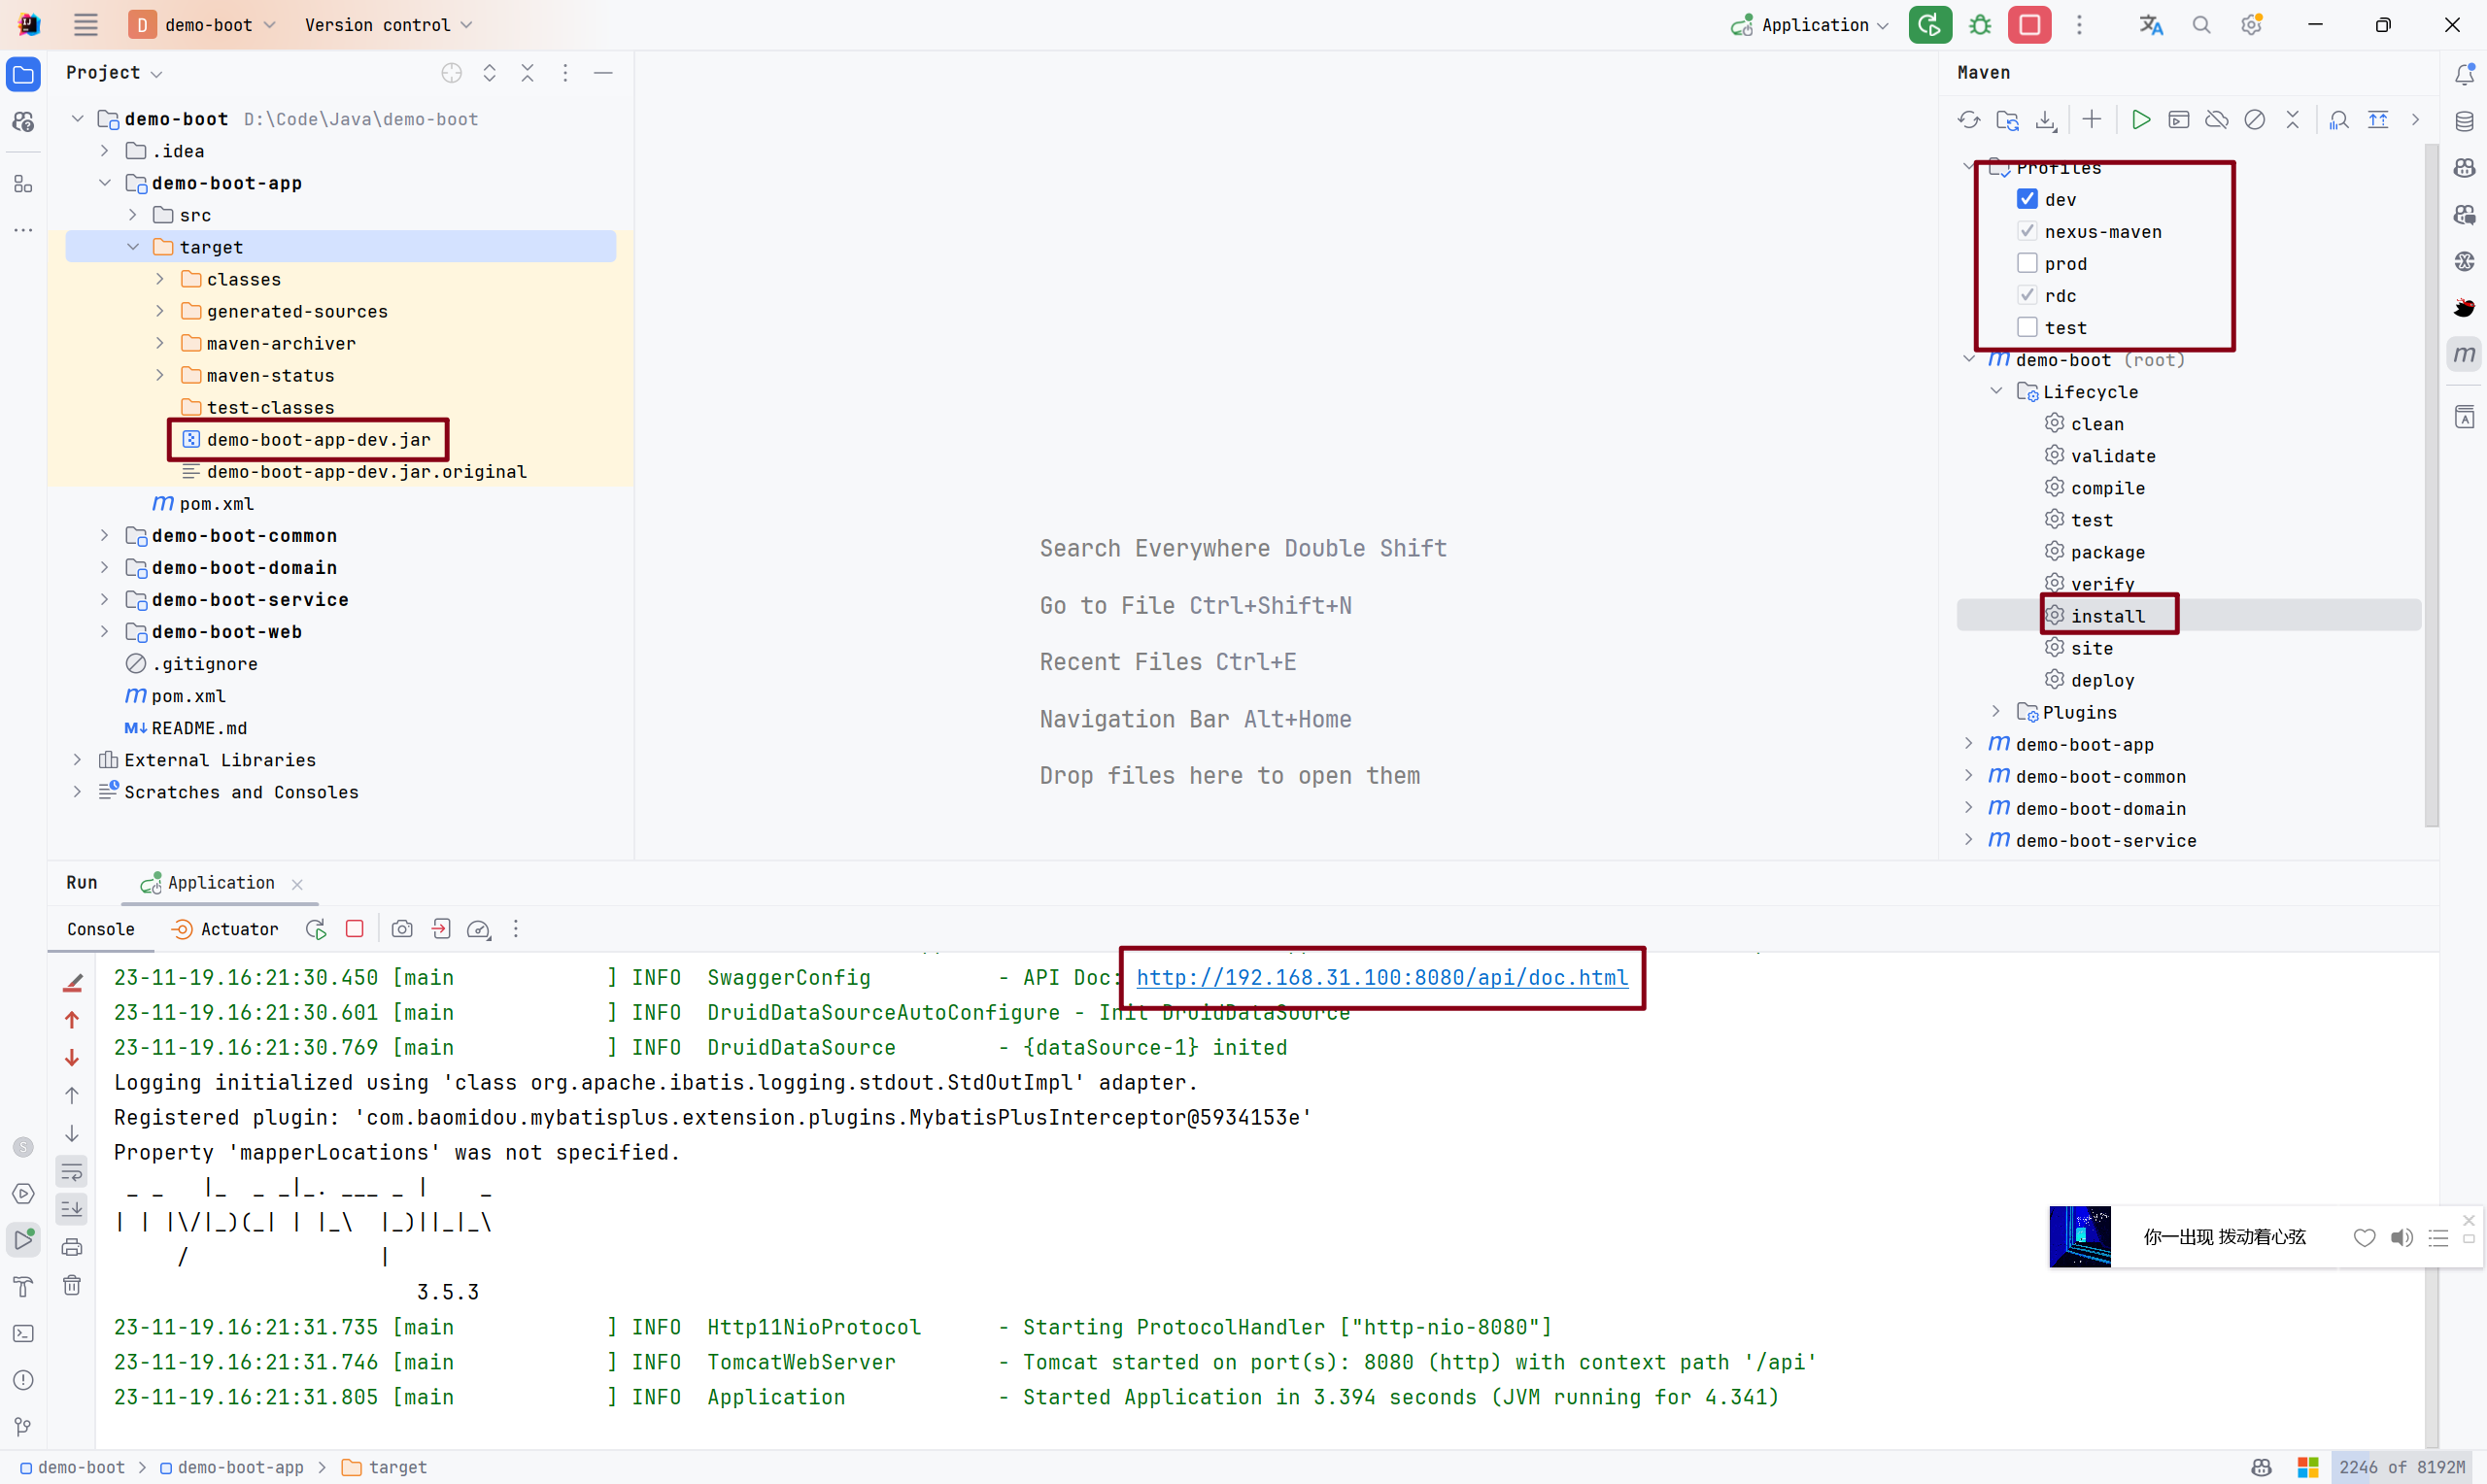 D demo-boot Version control Application
Project
demo-boot D:\Code\Java\demo-boot
.idea
demo-boot-app
src
target
classes
generated-sources
maven-archiver
maven-status
test-classes
demo-boot-app-dev.jar
demo-boot-app-dev.jar.original
m pom.xml
demo-boot-common
demo-boot-domain
demo-boot-service
demo-boot-web
.gitignore
m pom.xml
M↓ README.md
External Libraries
Scratches and Consoles
Search Everywhere Double Shift
Go to File Ctrl+Shift+N
Recent Files Ctrl+E
Navigation Bar Alt+Home
Drop files here to open them
Maven
Profiles
dev
nexus-maven
prod
rdc
test
m demo-boot (root)
Lifecycle
clean
validate
compile
test
package
verify
install
site
deploy
Plugins
m demo-boot-app
m demo-boot-common
m demo-boot-domain
m demo-boot-service
m
Run Application
Console Actuator
23-11-19.16:21:30.450 [main ] INFO SwaggerConfig - API Doc: http://192.168.31.100:8080/api/doc.html
23-11-19.16:21:30.601 [main ] INFO DruidDataSourceAutoConfigure - Init DruidDataSource
23-11-19.16:21:30.769 [main ] INFO DruidDataSource - {dataSource-1} inited
Logging initialized using 'class org.apache.ibatis.logging.stdout.StdOutImpl' adapter.
Registered plugin: 'com.baomidou.mybatisplus.extension.plugins.MybatisPlusInterceptor@5934153e'
Property 'mapperLocations' was not specified.
 _ _   |_  _ _|_. ___ _ |    _
| | |\/|_)(_| | |_\  |_)||_|_\
     /               |
3.5.3
23-11-19.16:21:31.735 [main ] INFO Http11NioProtocol - Starting ProtocolHandler ["http-nio-8080"]
23-11-19.16:21:31.746 [main ] INFO TomcatWebServer - Tomcat started on port(s): 8080 (http) with context path '/api'
23-11-19.16:21:31.805 [main ] INFO Application - Started Application in 3.394 seconds (JVM running for 4.341)
你一出现 拨动着心弦
demo-boot > demo-boot-app > target
2246 of 8192M